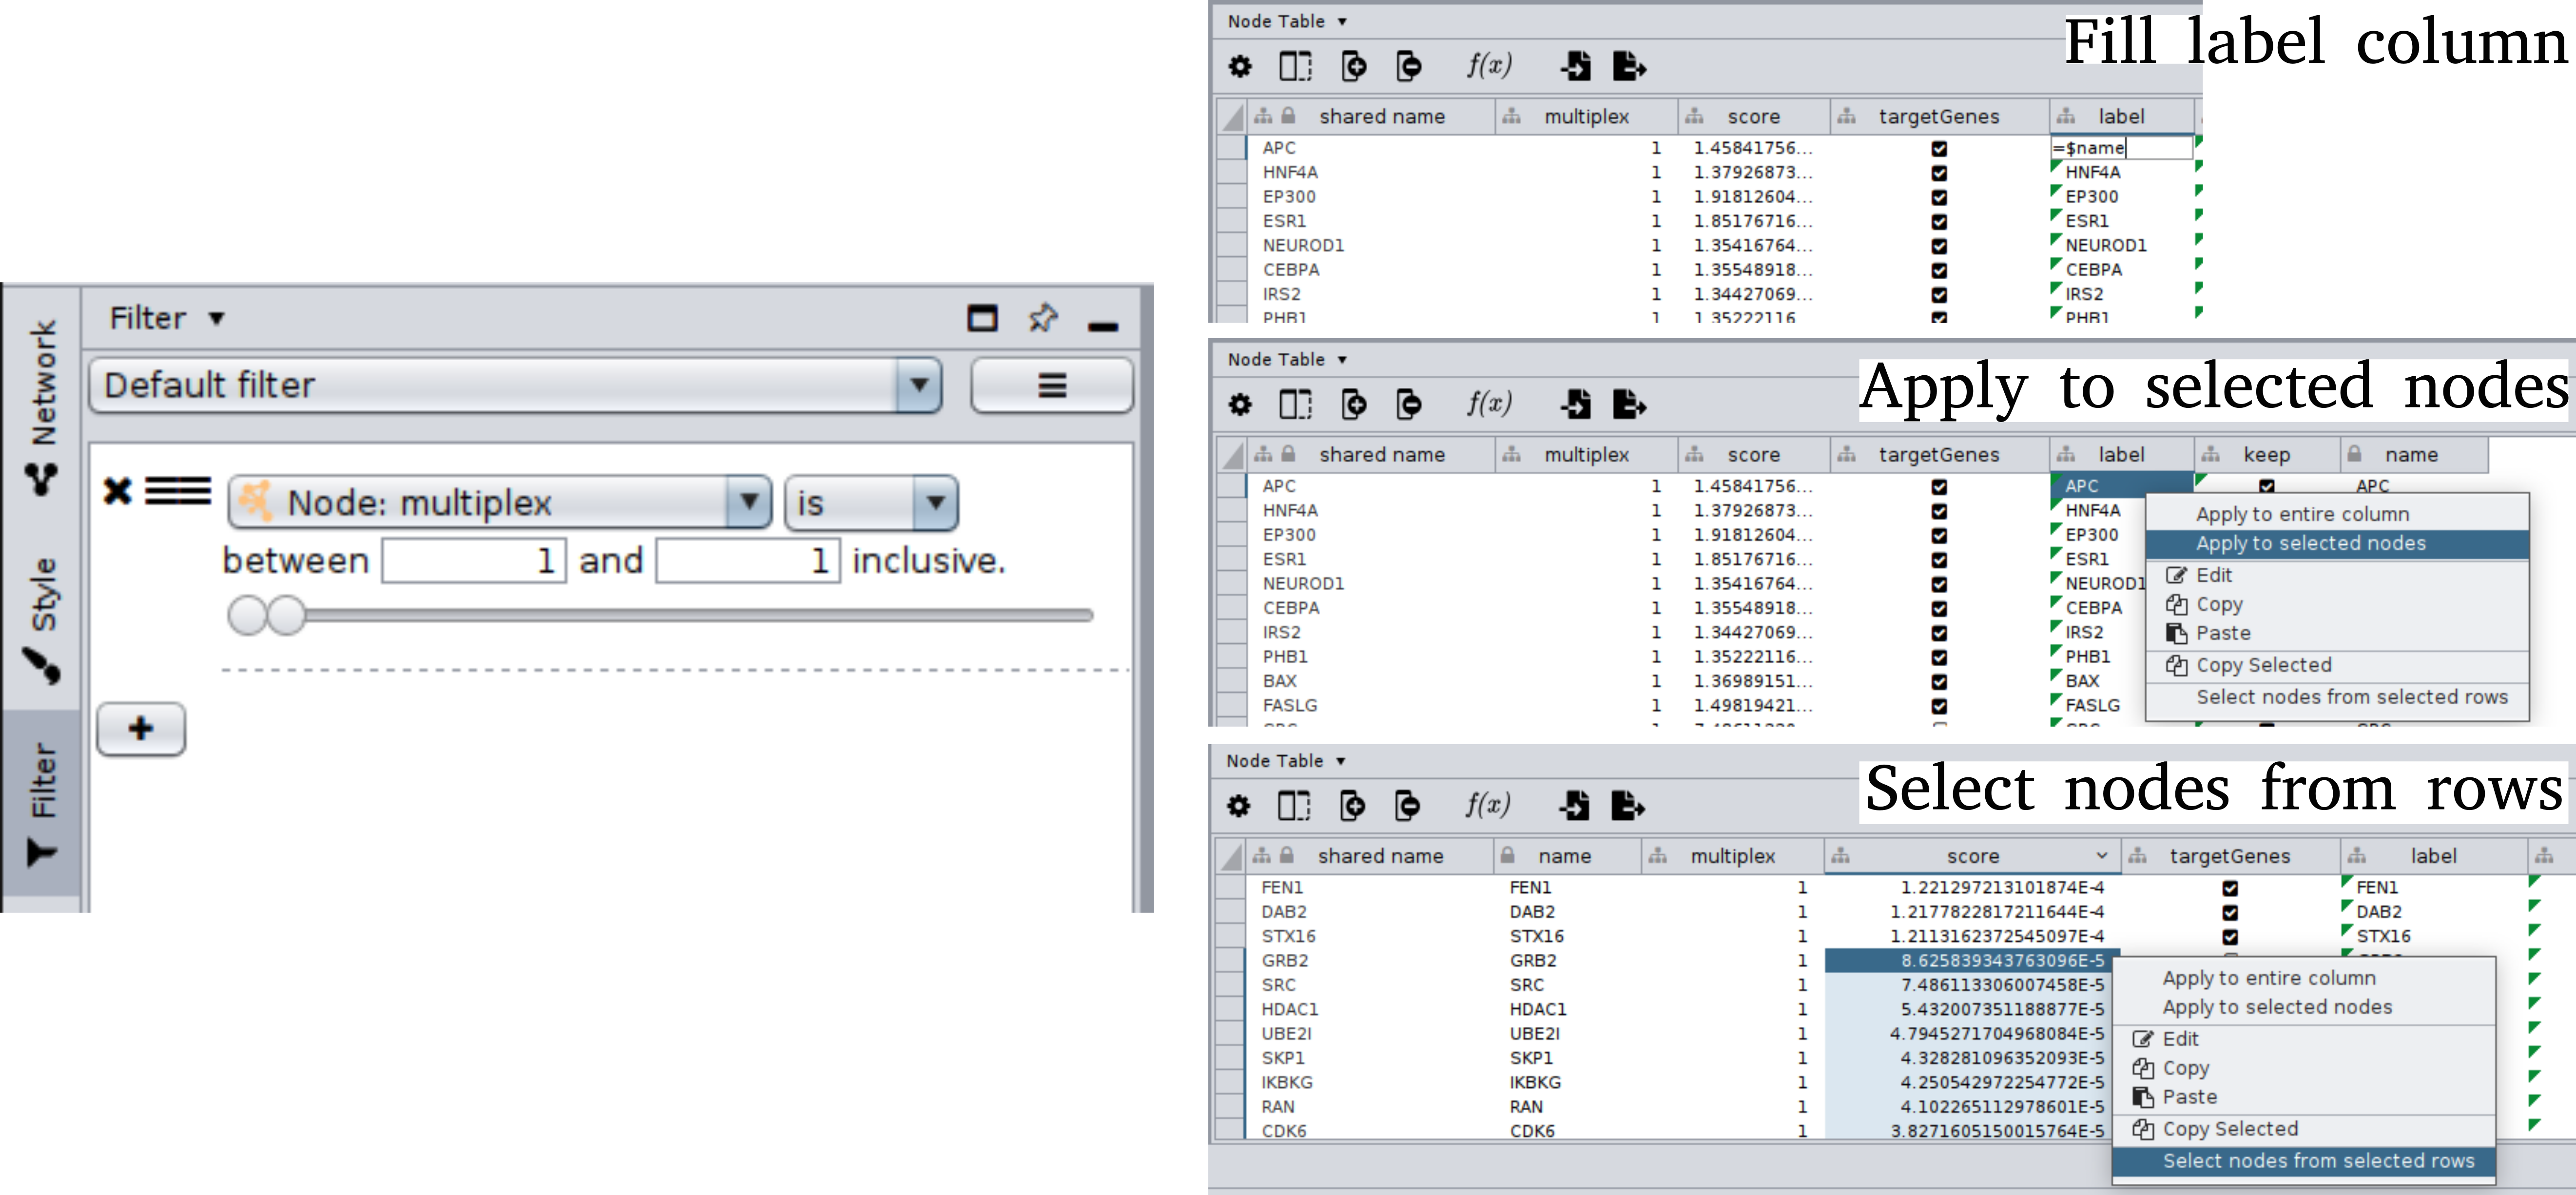 Filter
Default filter
Node: multiplex is
between 1 and 1 inclusive.
+
Network
Style
Filter
Fill label column
Node Table
f(x)
shared name multiplex score targetGenes label
APC 1 1.45841756... =$name
HNF4A 1 1.37926873... HNF4A
EP300 1 1.91812604... EP300
ESR1 1 1.85176716... ESR1
NEUROD1 1 1.35416764... NEUROD1
CEBPA 1 1.35548918... CEBPA
IRS2 1 1.34427069... IRS2
PHB1 1 1.35222116 PHB1
Apply to selected nodes
Node Table
f(x)
shared name multiplex score targetGenes label keep name
APC 1 1.45841756... APC APC
HNF4A 1 1.37926873... HNF4A
EP300 1 1.91812604... EP300
ESR1 1 1.85176716... ESR1
NEUROD1 1 1.35416764... NEUROD1
CEBPA 1 1.35548918... CEBPA
IRS2 1 1.34427069... IRS2
PHB1 1 1.35222116... PHB1
BAX 1 1.36989151... BAX
FASLG 1 1.49819421... FASLG
Apply to entire column
Apply to selected nodes
Edit
Copy
Paste
Copy Selected
Select nodes from selected rows
Select nodes from rows
Node Table
f(x)
shared name name multiplex score targetGenes label
FEN1 FEN1 1 1.221297213101874E-4 FEN1
DAB2 DAB2 1 1.2177822817211644E-4 DAB2
STX16 STX16 1 1.2113162372545097E-4 STX16
GRB2 GRB2 1 8.625839343763096E-5
SRC SRC 1 7.486113306007458E-5
HDAC1 HDAC1 1 5.432007351188877E-5
UBE2I UBE2I 1 4.7945271704968084E-5
SKP1 SKP1 1 4.328281096352093E-5
IKBKG IKBKG 1 4.250542972254772E-5
RAN RAN 1 4.102265112978601E-5
CDK6 CDK6 1 3.8271605150015764E-5
Apply to entire column
Apply to selected nodes
Edit
Copy
Paste
Copy Selected
Select nodes from selected rows